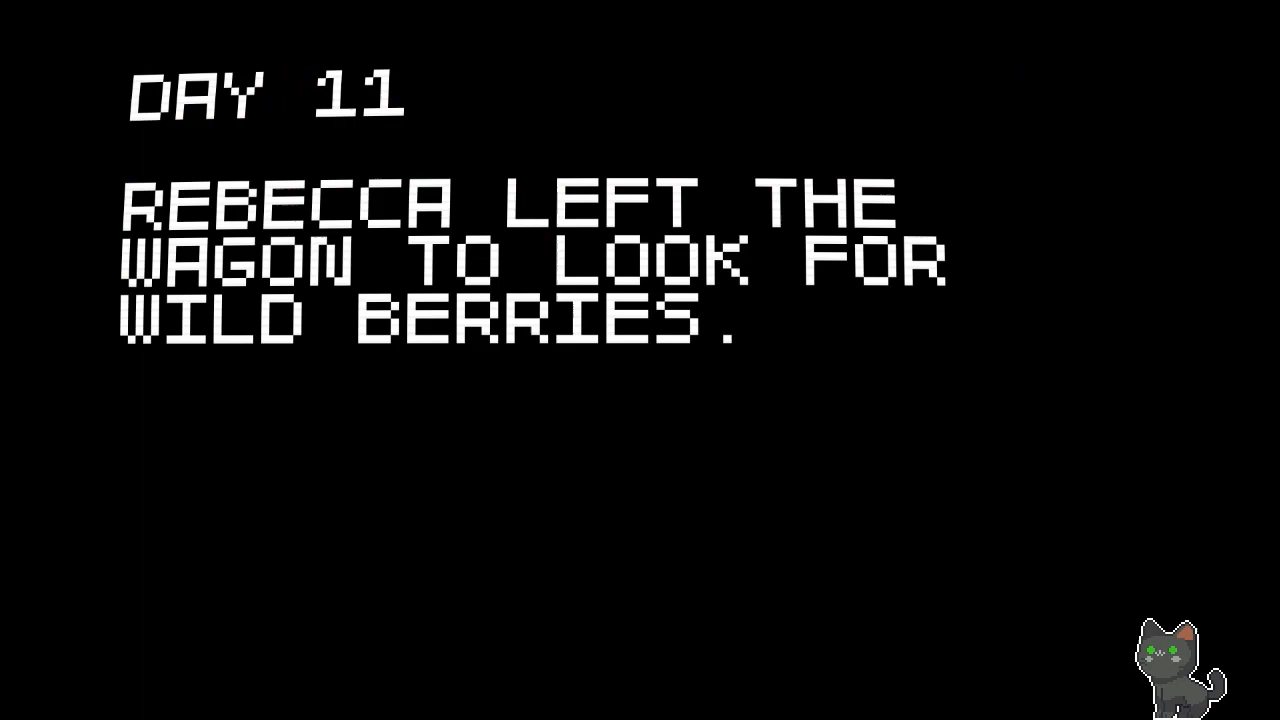 DAY 11
REBECCA LEFT THE
WAGON TO LOOK FOR
WILD BERRIES.